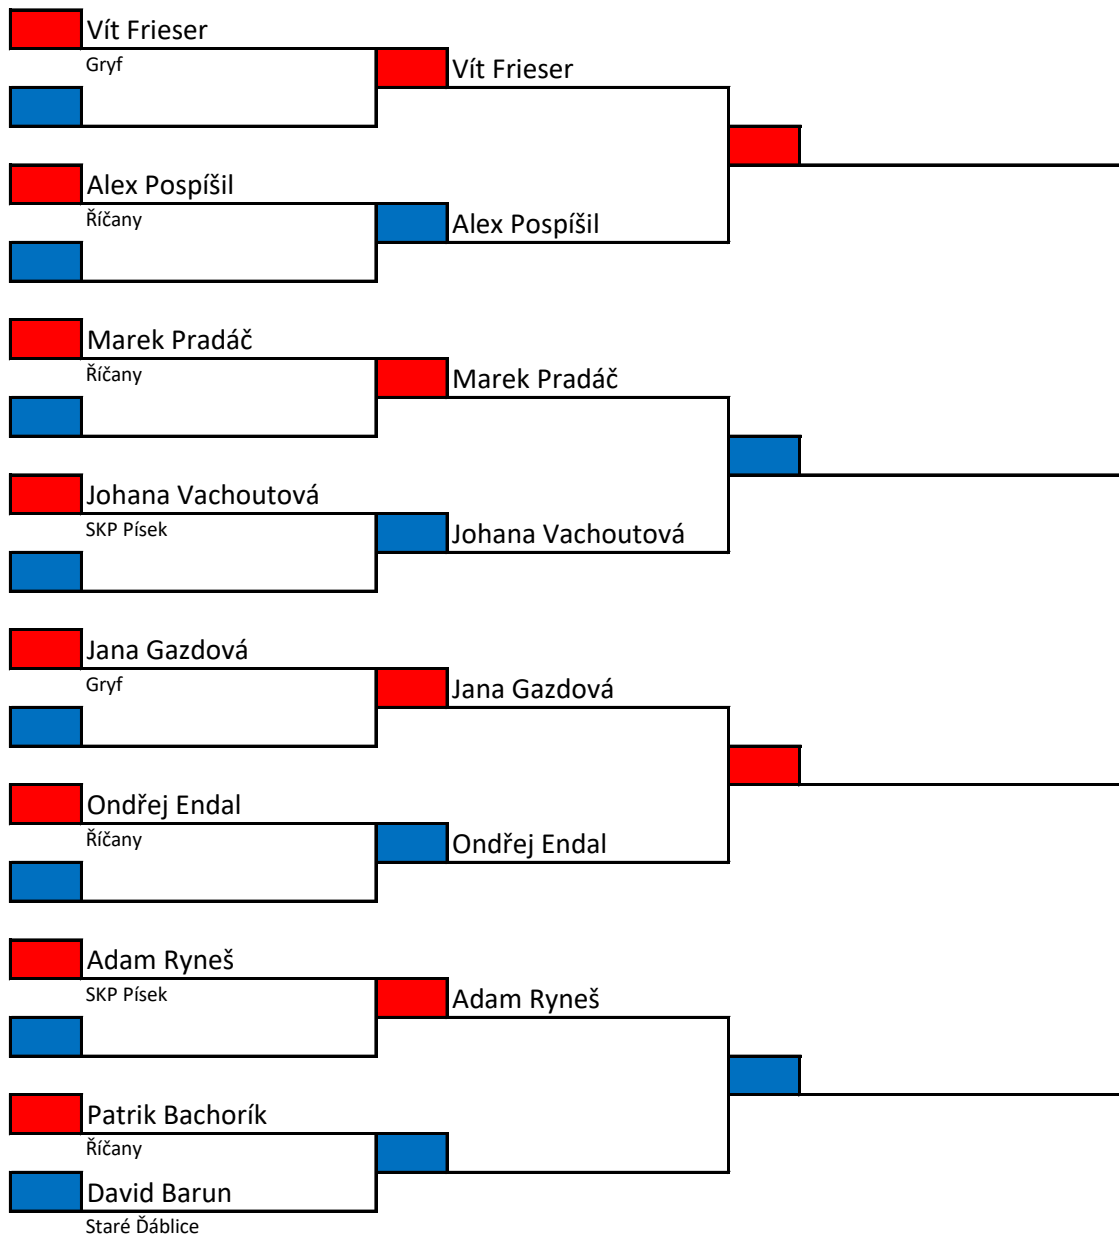 Vít Frieser
Gryf
Vít Frieser
Alex Pospíšil
Říčany
Alex Pospíšil
Marek Pradáč
Říčany
Marek Pradáč
Johana Vachoutová
SKP Písek
Johana Vachoutová
Jana Gazdová
Gryf
Jana Gazdová
Ondřej Endal
Říčany
Ondřej Endal
Adam Ryneš
SKP Písek
Adam Ryneš
Patrik Bachorík
Říčany
David Barun
Staré Ďáblice